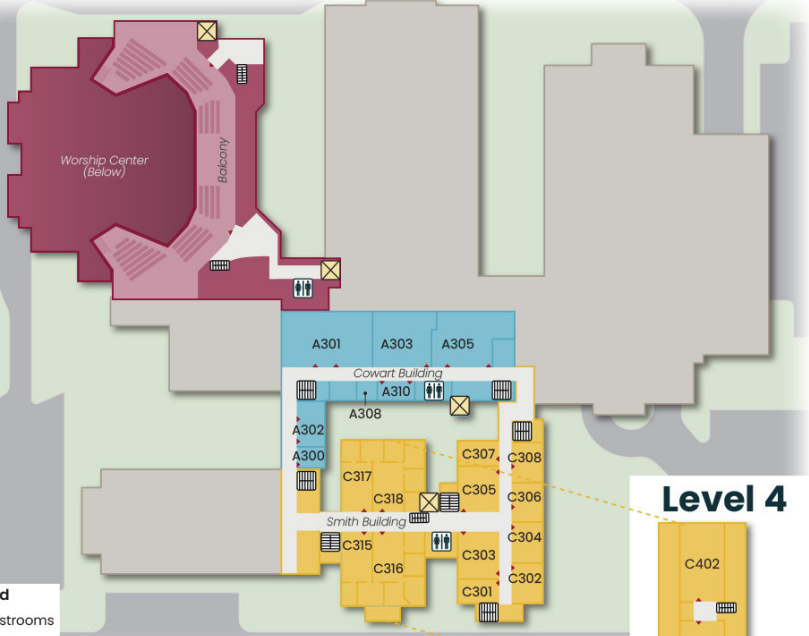 Worship Center
(Below)
Balcony
A301
A303
A305
Cowart Building
A310
A308
A302
A300
C307
C308
C317
C318
C305
C306
Smith Building
C304
C315
C303
C316
C302
C301
Level 4
C402
d
strooms